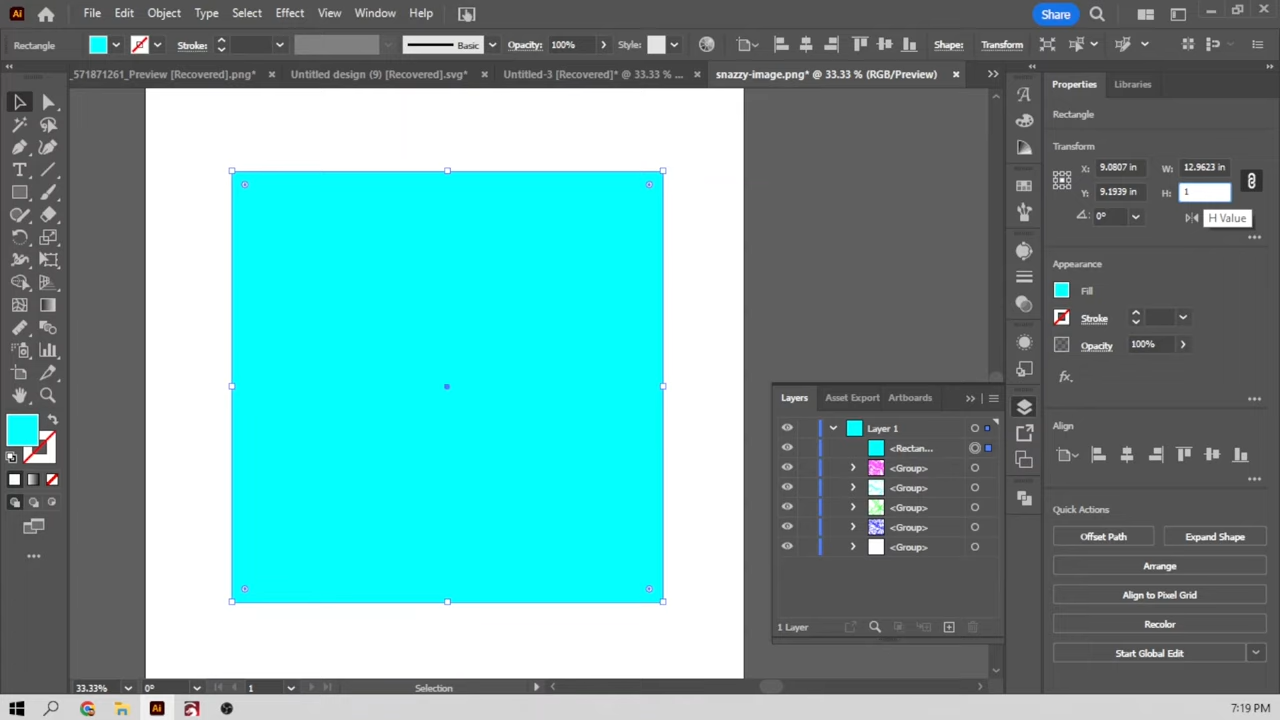 Ai File Edit Object Type Select Effect View Window Help Share
Rectangle Stroke: Basic Opacity: 100% Style: Shape: Transform
_571871261_Preview [Recovered].png* Untitled design (9) [Recovered].svg* Untitled-3 [Recovered]* @ 33.33 % ... snazzy-image.png* @ 33.33 % (RGB/Preview)
Properties Libraries
Rectangle
Transform
X: 9.0807 in W: 12.9623 in
Y: 9.1939 in H: 1
0° H Value
Appearance
Fill
Stroke
Opacity 100%
fx.
Layers Asset Export Artboards
Layer 1
<Rectan...
<Group>
<Group>
<Group>
<Group>
<Group>
1 Layer
Align
Quick Actions
Offset Path Expand Shape
Arrange
Align to Pixel Grid
Recolor
Start Global Edit
33.33% 0° 1 Selection
Ai 7:19 PM